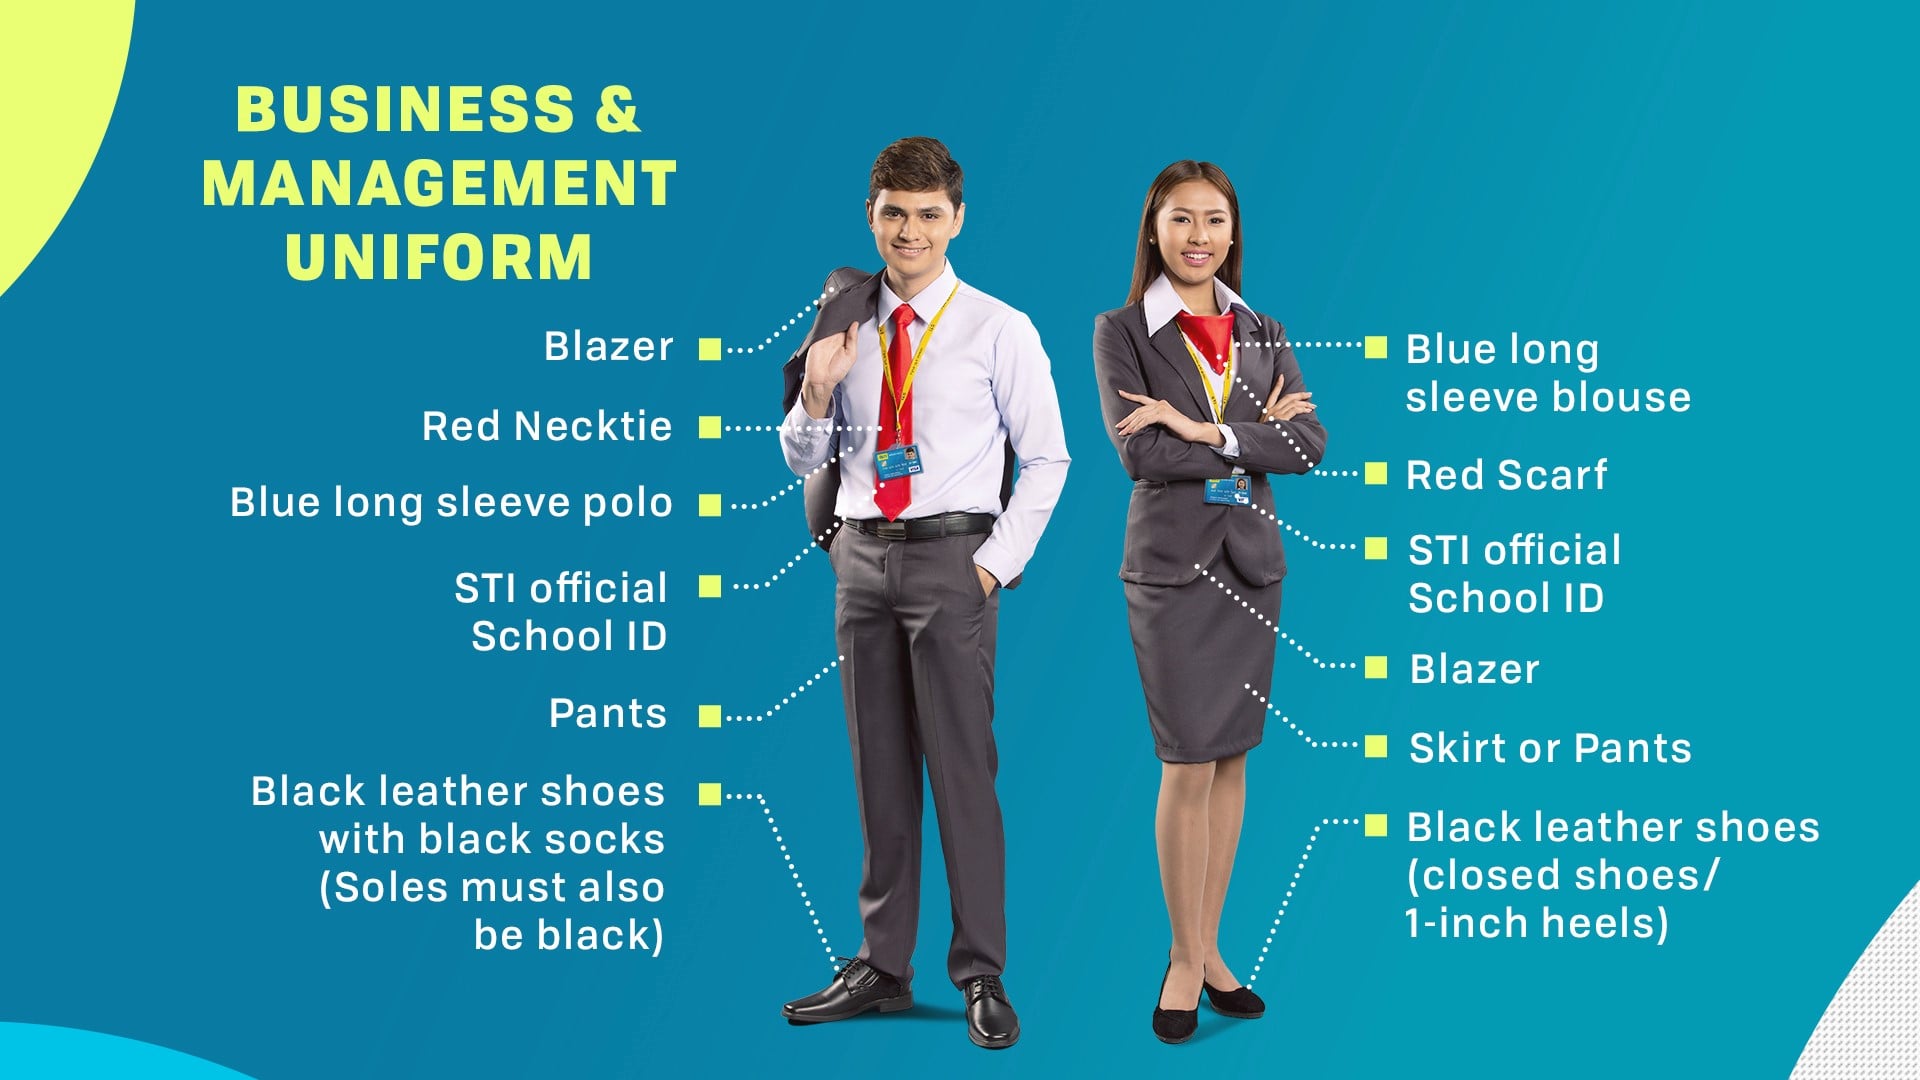 BUSINESS &
MANAGEMENT
UNIFORM
Blazer
Red Necktie
Blue long sleeve polo
STI official
School ID
Pants
Black leather shoes
with black socks
(Soles must also
be black)
Blue long
sleeve blouse
Red Scarf
STI official
School ID
Blazer
Skirt or Pants
Black leather shoes
(closed shoes/
1-inch heels)